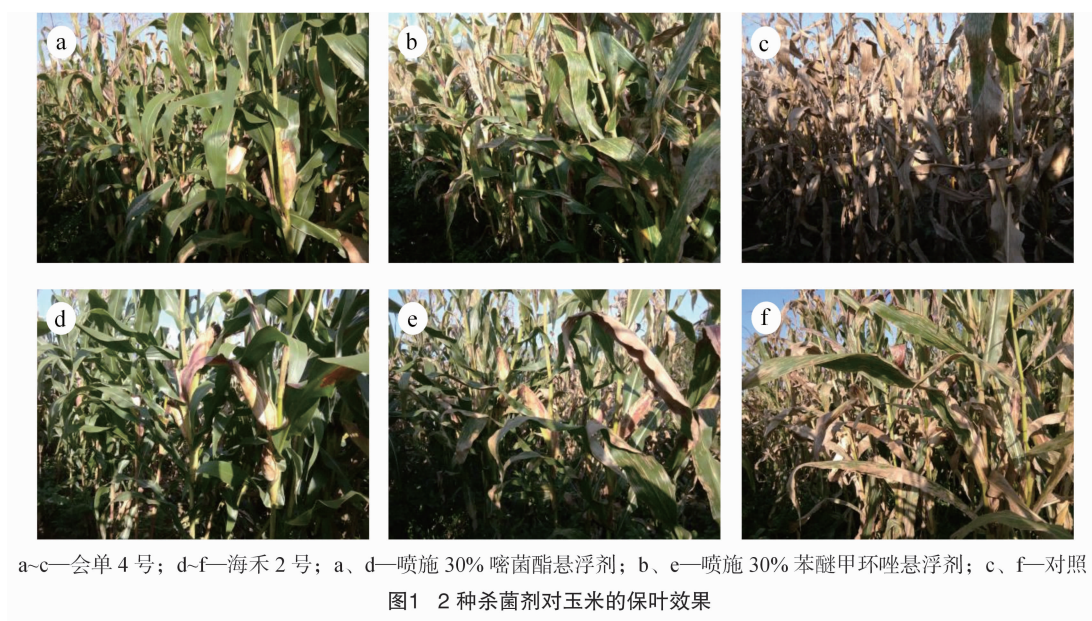 a
b
c
d
e
f
a~c—会单 4 号；d~f—海禾 2 号；a、d—喷施 30% 嘧菌酯悬浮剂；b、e—喷施 30% 苯醚甲环唑悬浮剂；c、f—对照
图1 2 种杀菌剂对玉米的保叶效果